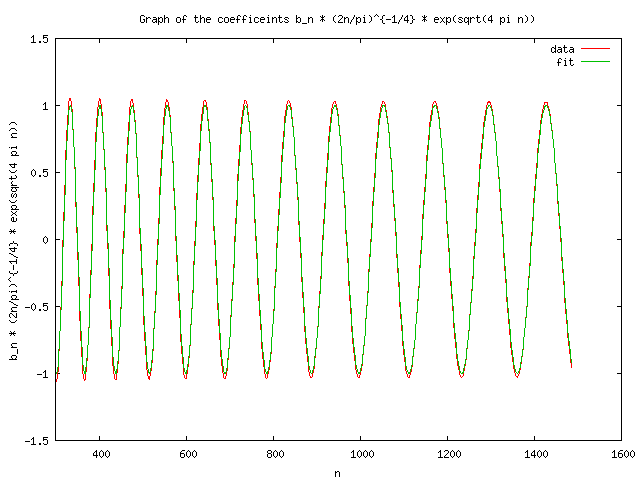 Graph of the coefficeints b_n * (2n/pi)^{-1/4} * exp(sqrt(4 pi n))
data
fit
b_n * (2n/pi)^{-1/4} * exp(sqrt(4 pi n))
1.5
1
0.5
0
-0.5
-1
-1.5
400
600
800
1000
1200
1400
1600
n